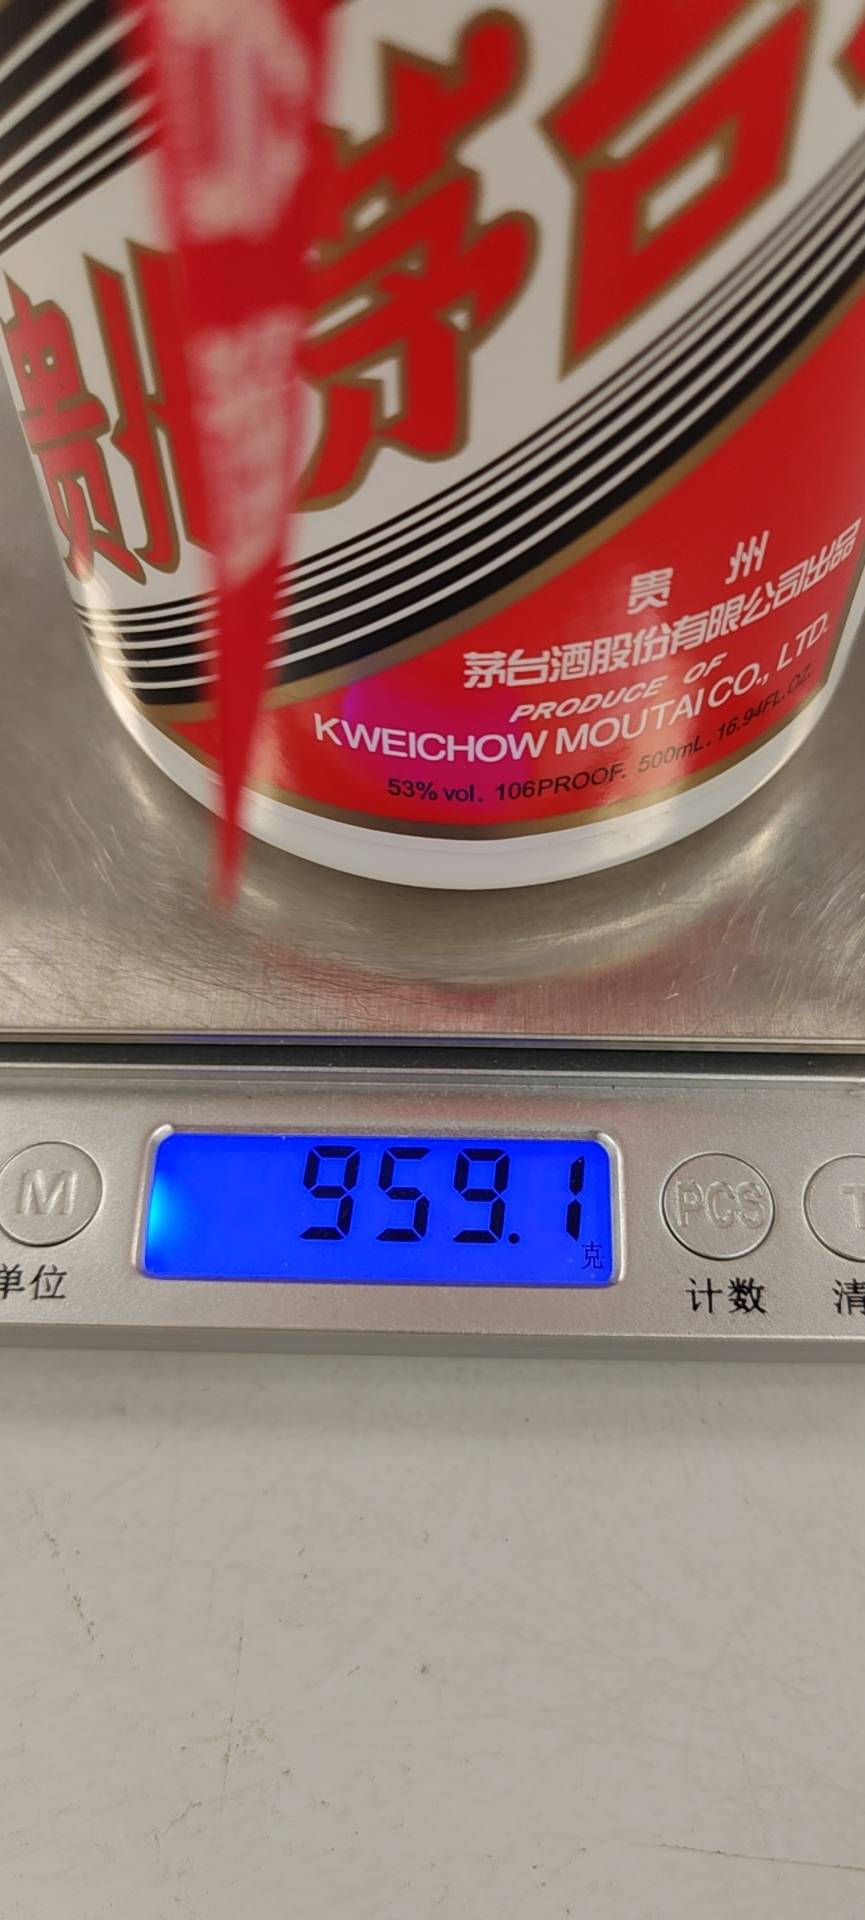 贵州茅台
贵州
茅台酒股份有限公司出品
PRODUCE OF
KWEICHOW MOUTAI CO., LTD.
53% vol. 106PROOF. 500mL. 16.94FL.OZ.
959.1
克
M
PCS
T
单位
计数
清